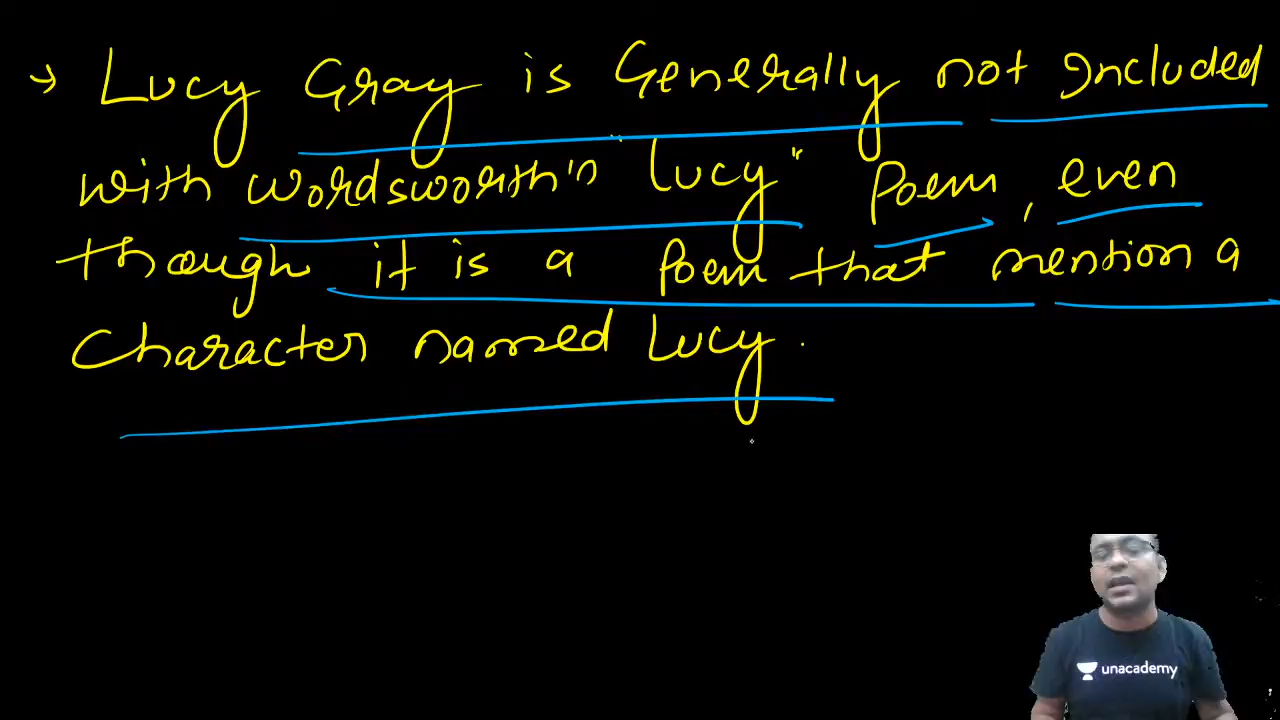 → Lucy Gray is Generally not Included
with Wordsworth's "Lucy" Poem, even
though it is a Poem that mention a
Character named Lucy.
unacademy